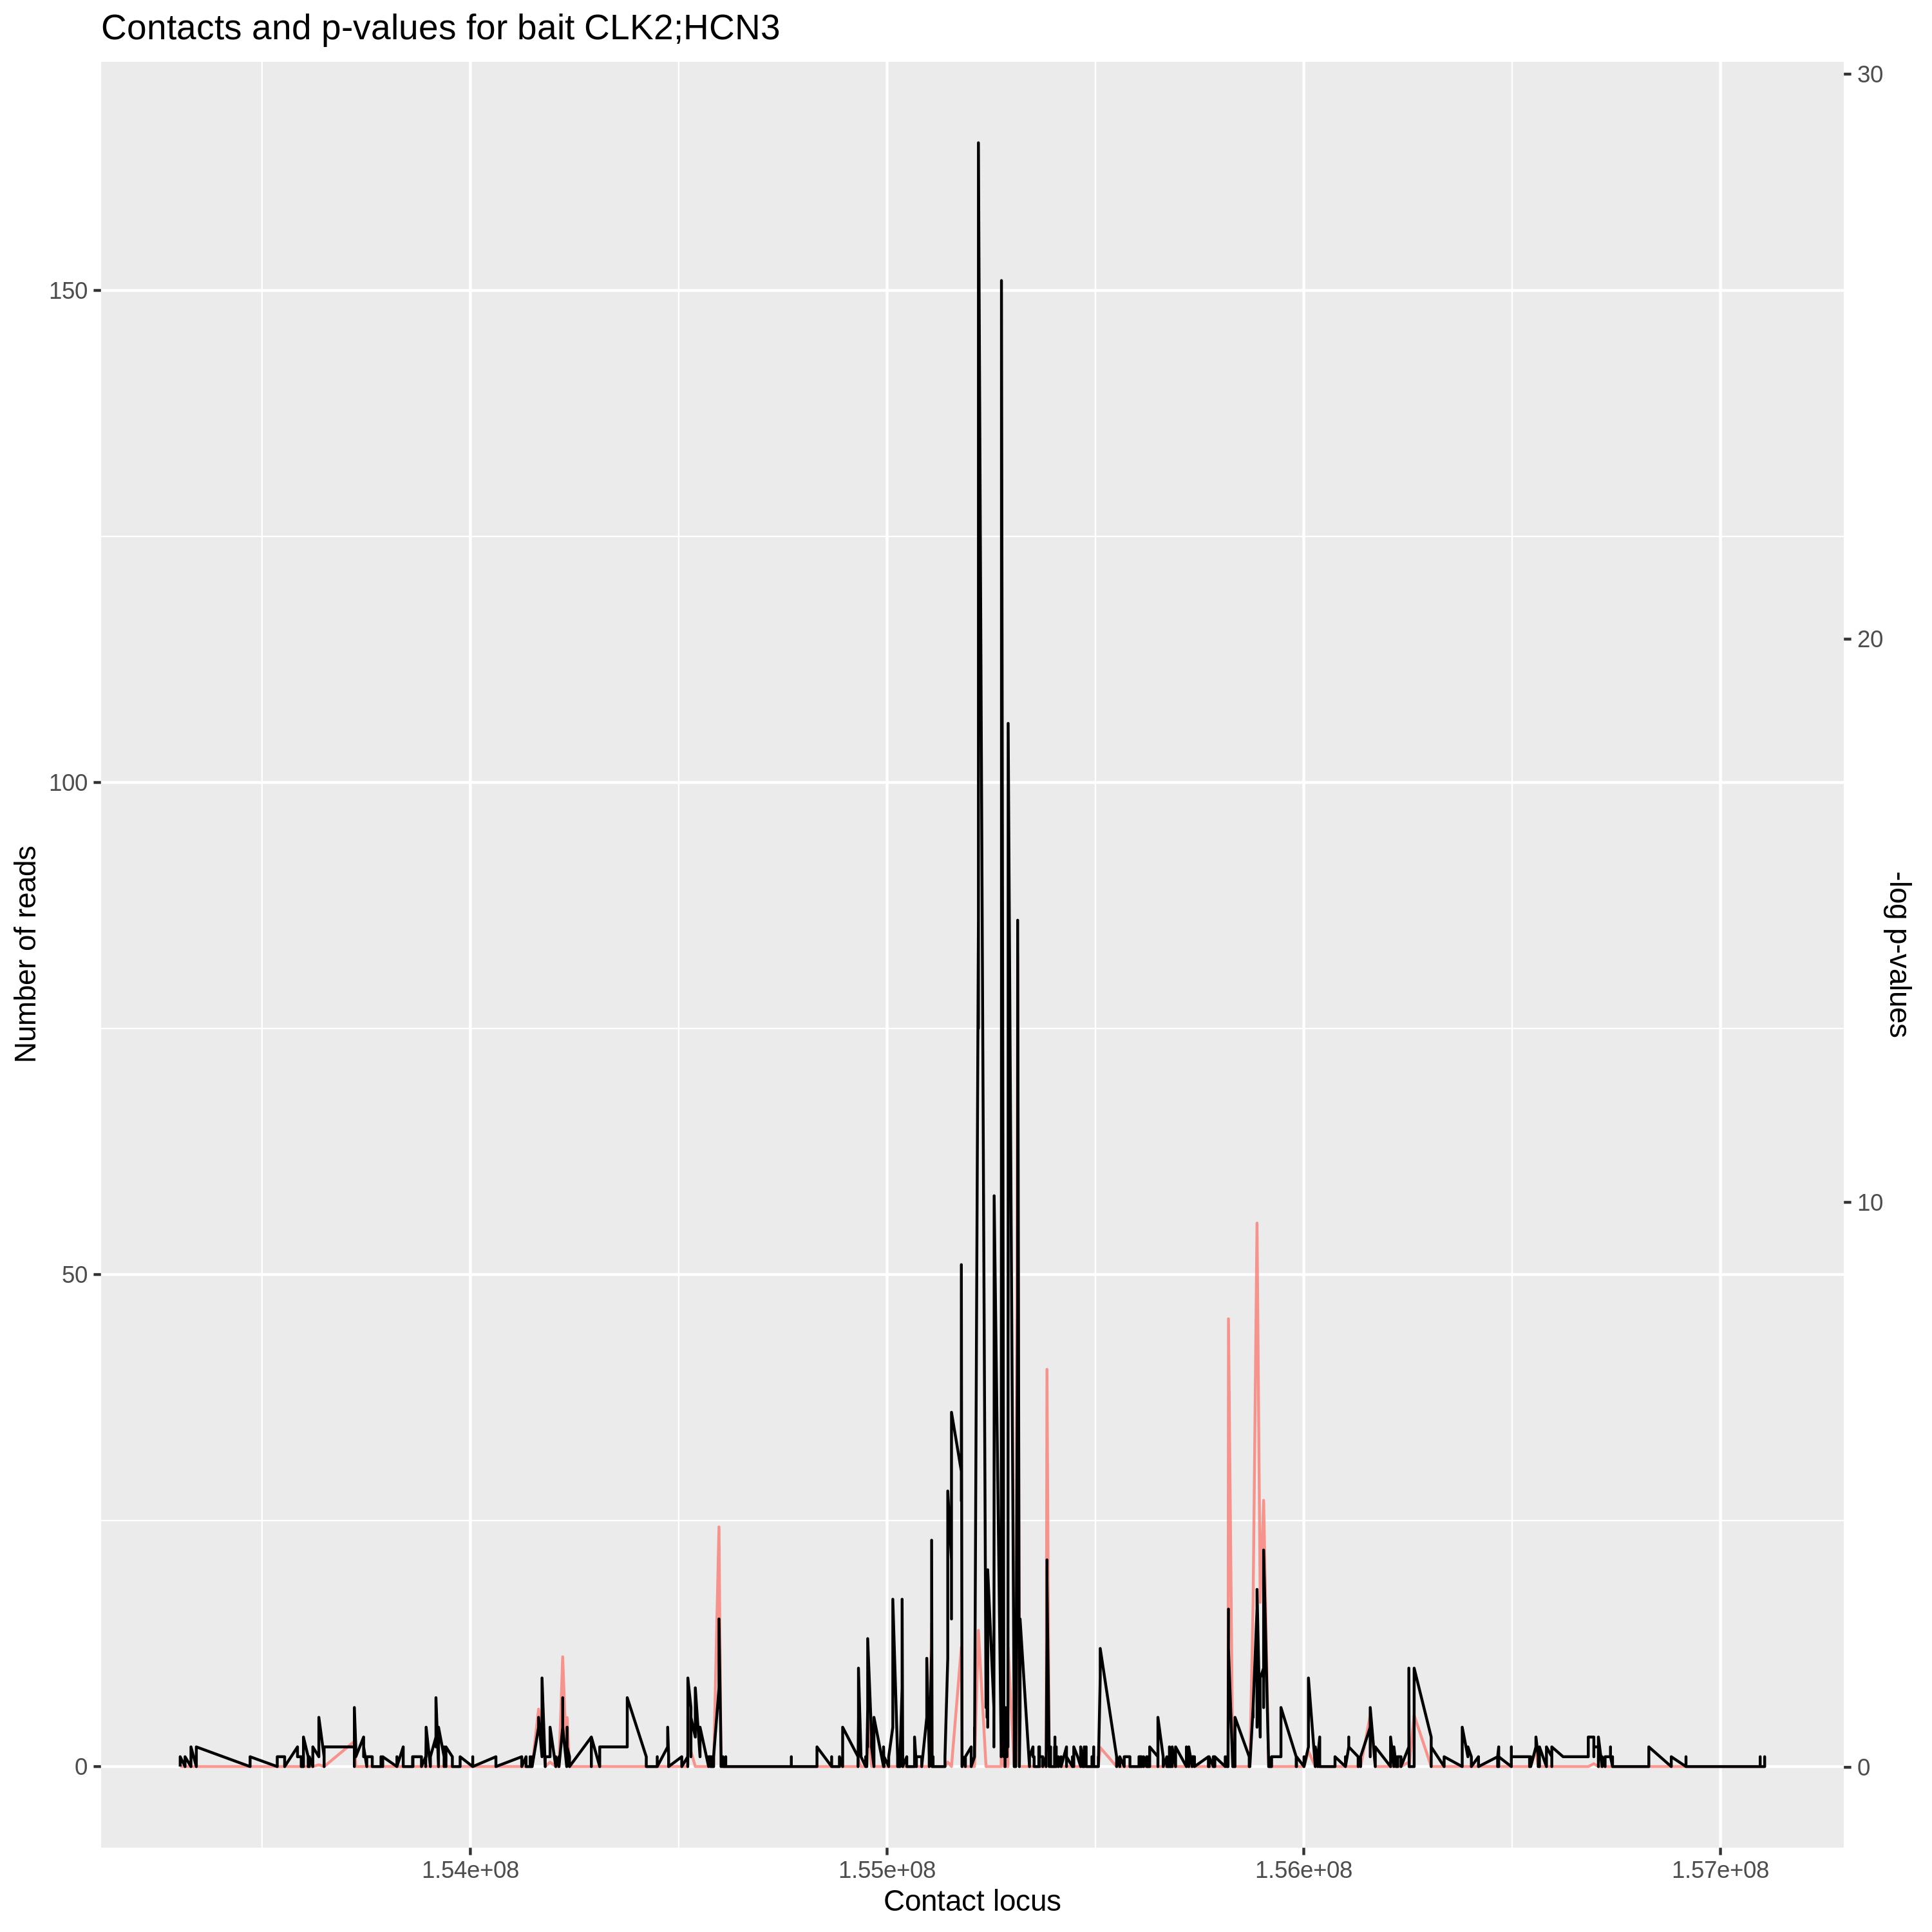 Contacts and p-values for bait CLK2;HCN3
30
150
20
100
Number of reads
-log p-values
10
50
0
0
1.54e+08
1.55e+08
1.56e+08
1.57e+08
Contact locus